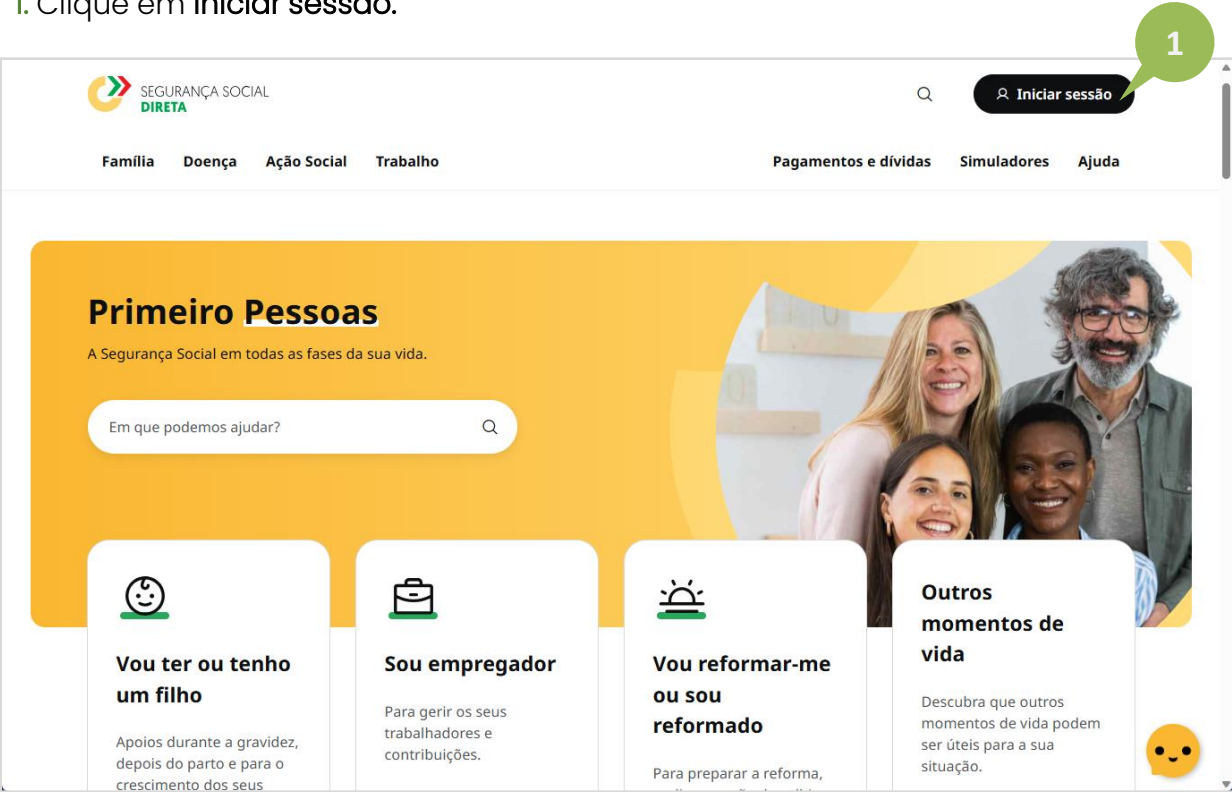 1. Clique em Iniciar sessão.
1
SEGURANÇA SOCIAL
DIRETA
Iniciar sessão
Família Doença Ação Social Trabalho Pagamentos e dívidas Simuladores Ajuda
Primeiro Pessoas
A Segurança Social em todas as fases da sua vida.
Em que podemos ajudar?
Vou ter ou tenho
um filho
Apoios durante a gravidez,
depois do parto e para o
crescimento dos seus
Sou empregador
Para gerir os seus
trabalhadores e
contribuições.
Vou reformar-me
ou sou
reformado
Para preparar a reforma,
Outros
momentos de
vida
Descubra que outros
momentos de vida podem
ser úteis para a sua
situação.